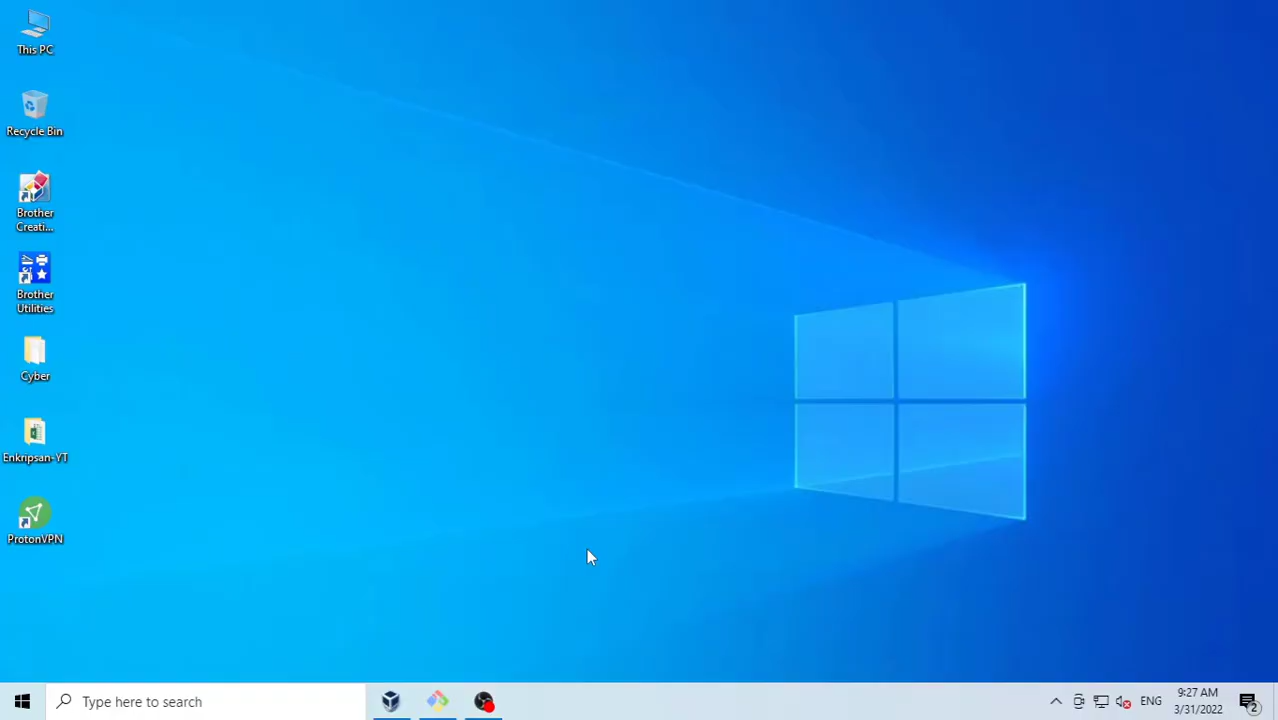 This PC
Recycle Bin
Brother
Creati...
Brother
Utilities
Cyber
Enkripsan-YT
ProtonVPN
Type here to search
ENG
9:27 AM
3/31/2022
2